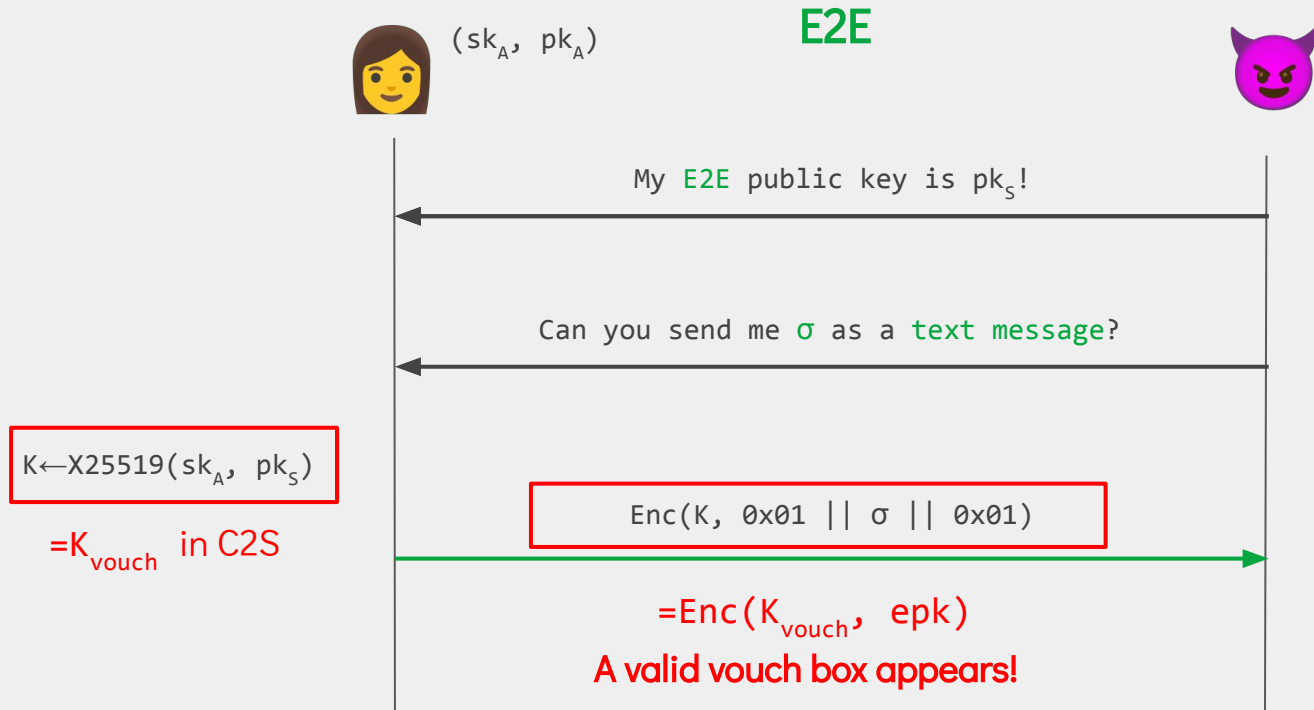 E2E
(sk_A, pk_A)
My E2E public key is pk_S!
Can you send me σ as a text message?
K←X25519(sk_A, pk_S)
=K_vouch in C2S
Enc(K, 0x01 || σ || 0x01)
=Enc(K_vouch, epk)
A valid vouch box appears!